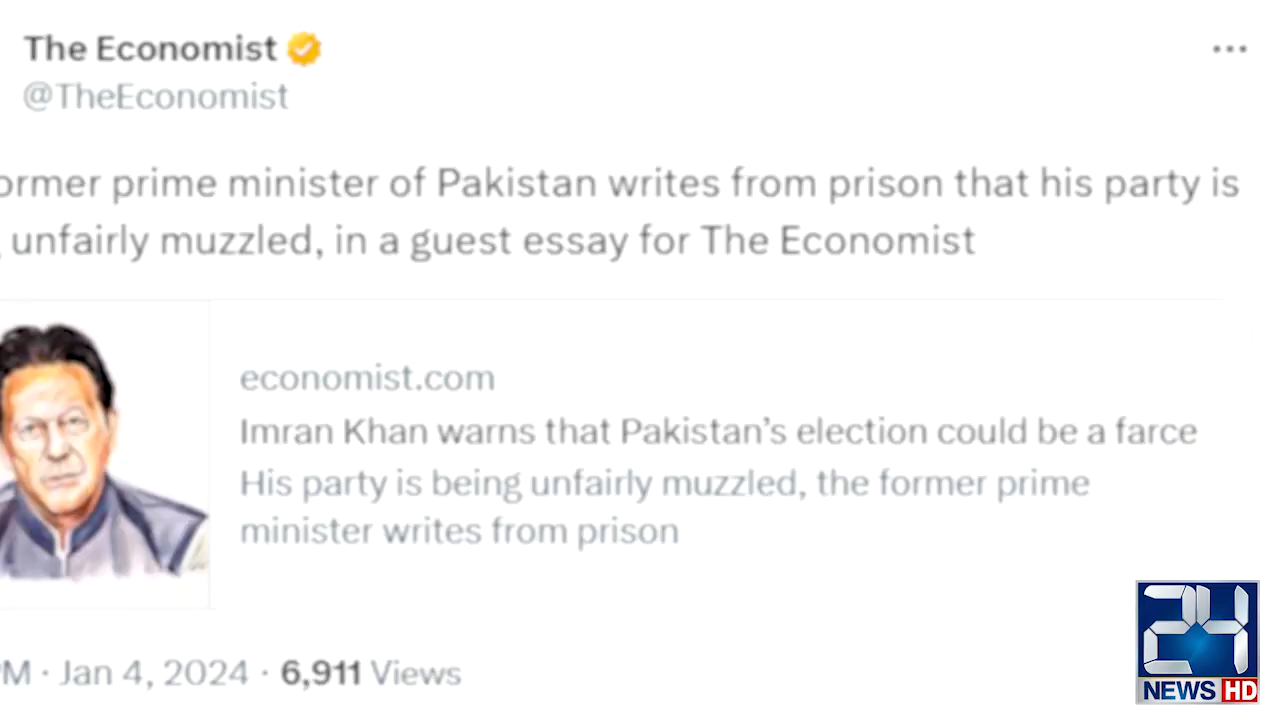 The Economist
@TheEconomist
ormer prime minister of Pakistan writes from prison that his party is
unfairly muzzled, in a guest essay for The Economist
economist.com
Imran Khan warns that Pakistan’s election could be a farce
His party is being unfairly muzzled, the former prime
minister writes from prison
PM · Jan 4, 2024 · 6,911 Views
24
NEWS HD